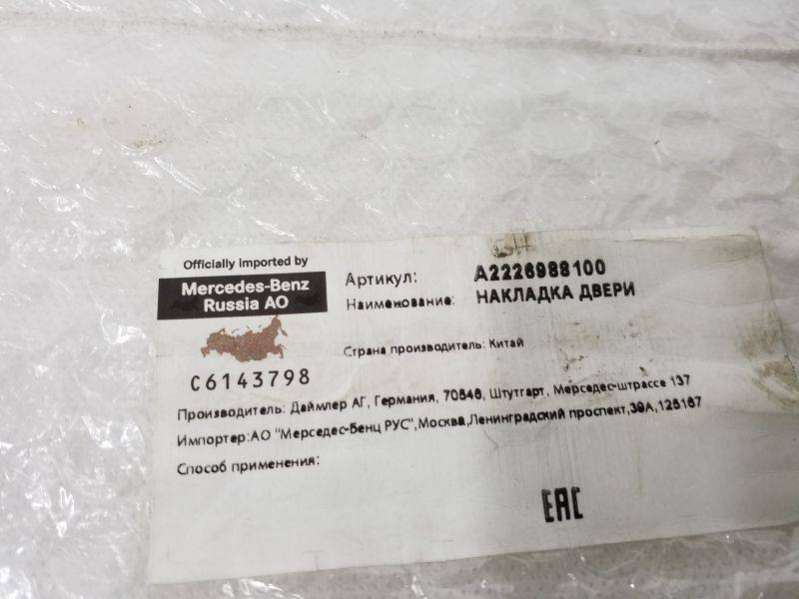 Officially imported by
Mercedes-Benz
Russia AO
C6143798
Артикул: A2226988100
Наименование: НАКЛАДКА ДВЕРИ
Страна производитель: Китай
Производитель: Даймлер АГ, Германия, 70546, Штутгарт, Мерседес-штрассе 137
Импортер:АО "Мерседес-Бенц РУС",Москва,Ленинградский проспект,39А,125167
Способ применения:
EAC